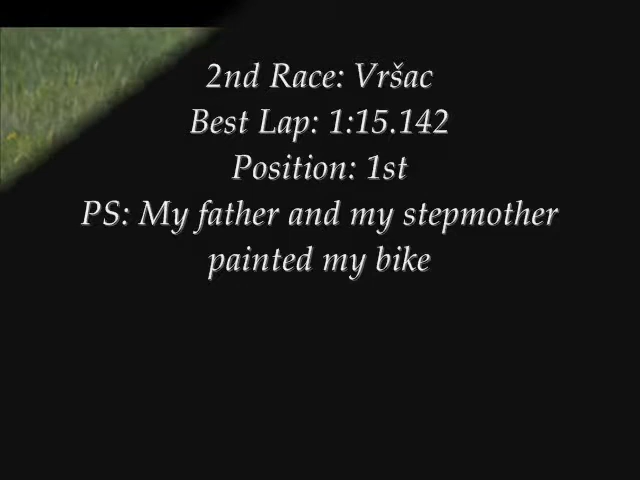 2nd Race: Vršac
Best Lap: 1:15.142
Position: 1st
PS: My father and my stepmother
painted my bike